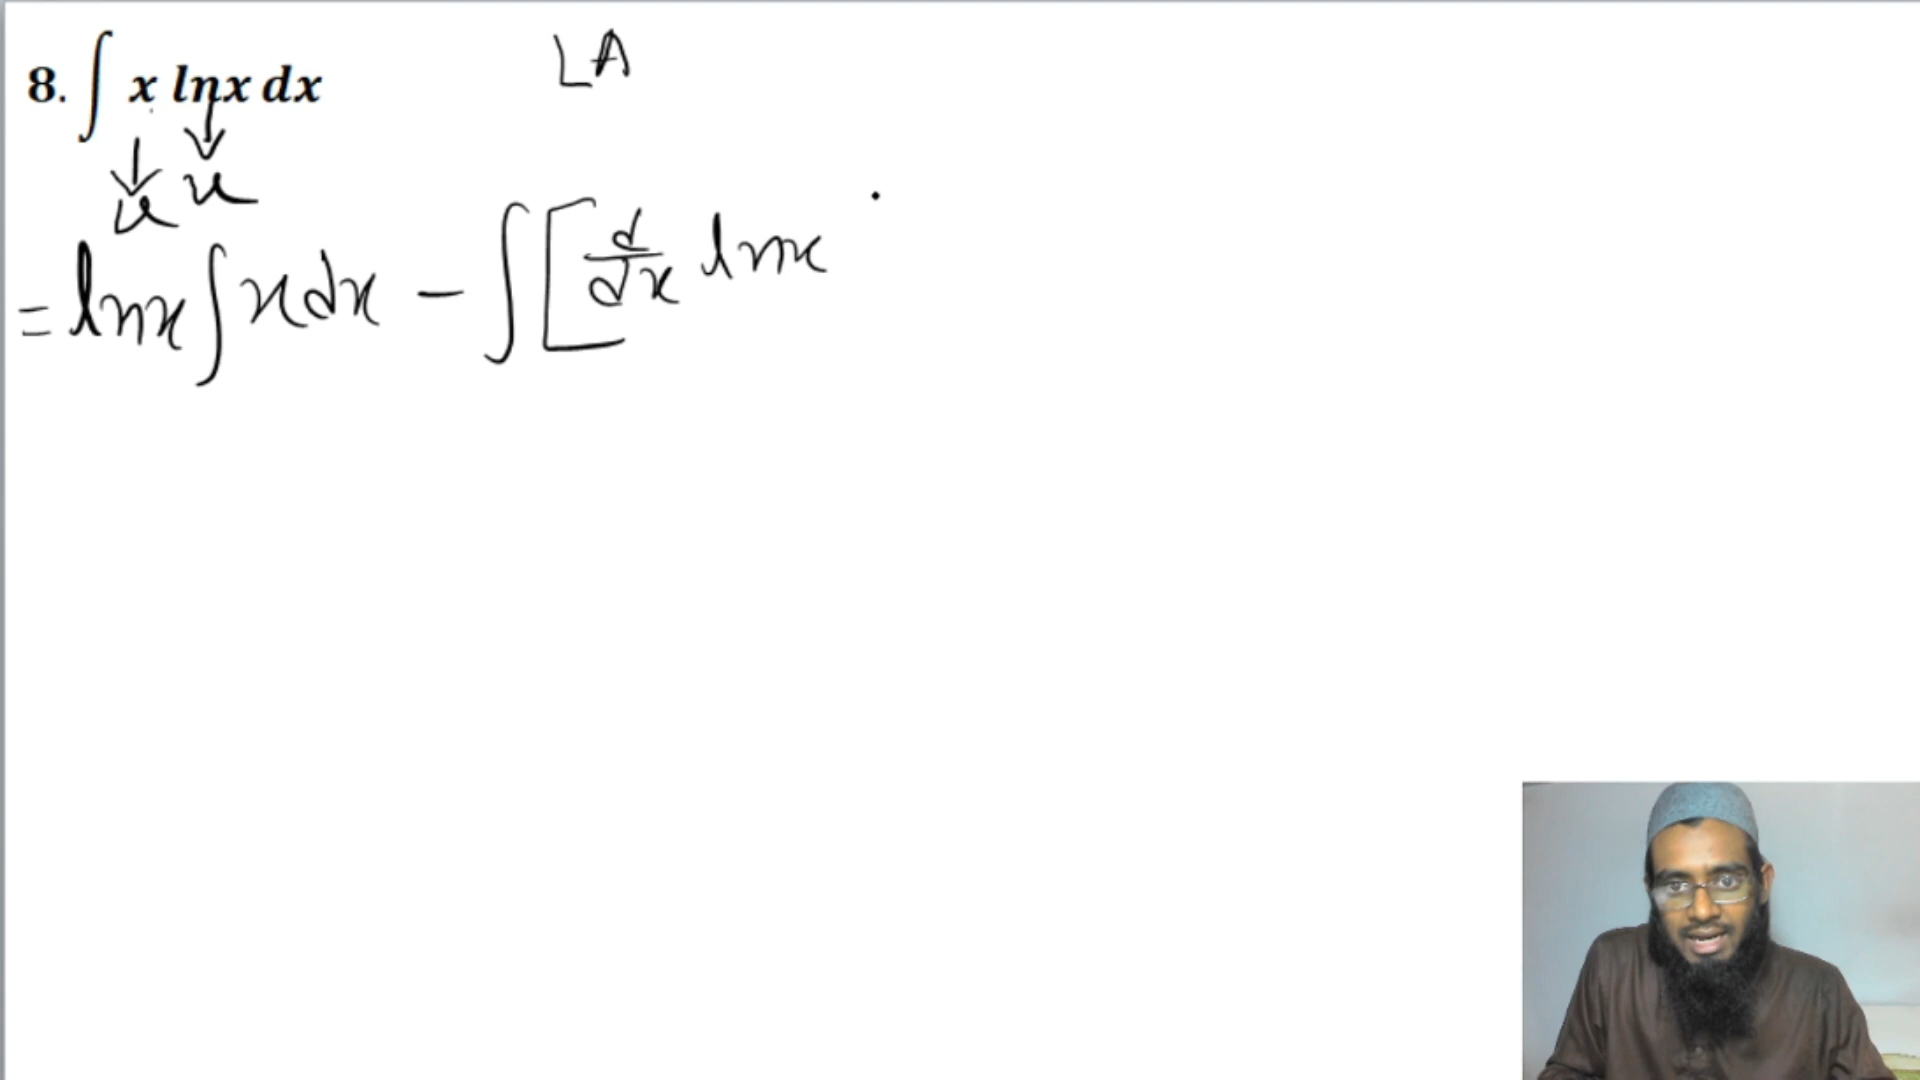 8. ∫ x lnx dx
LA
↓ ↓
u
= lnx ∫ x dx - ∫ [ d/dx lnx